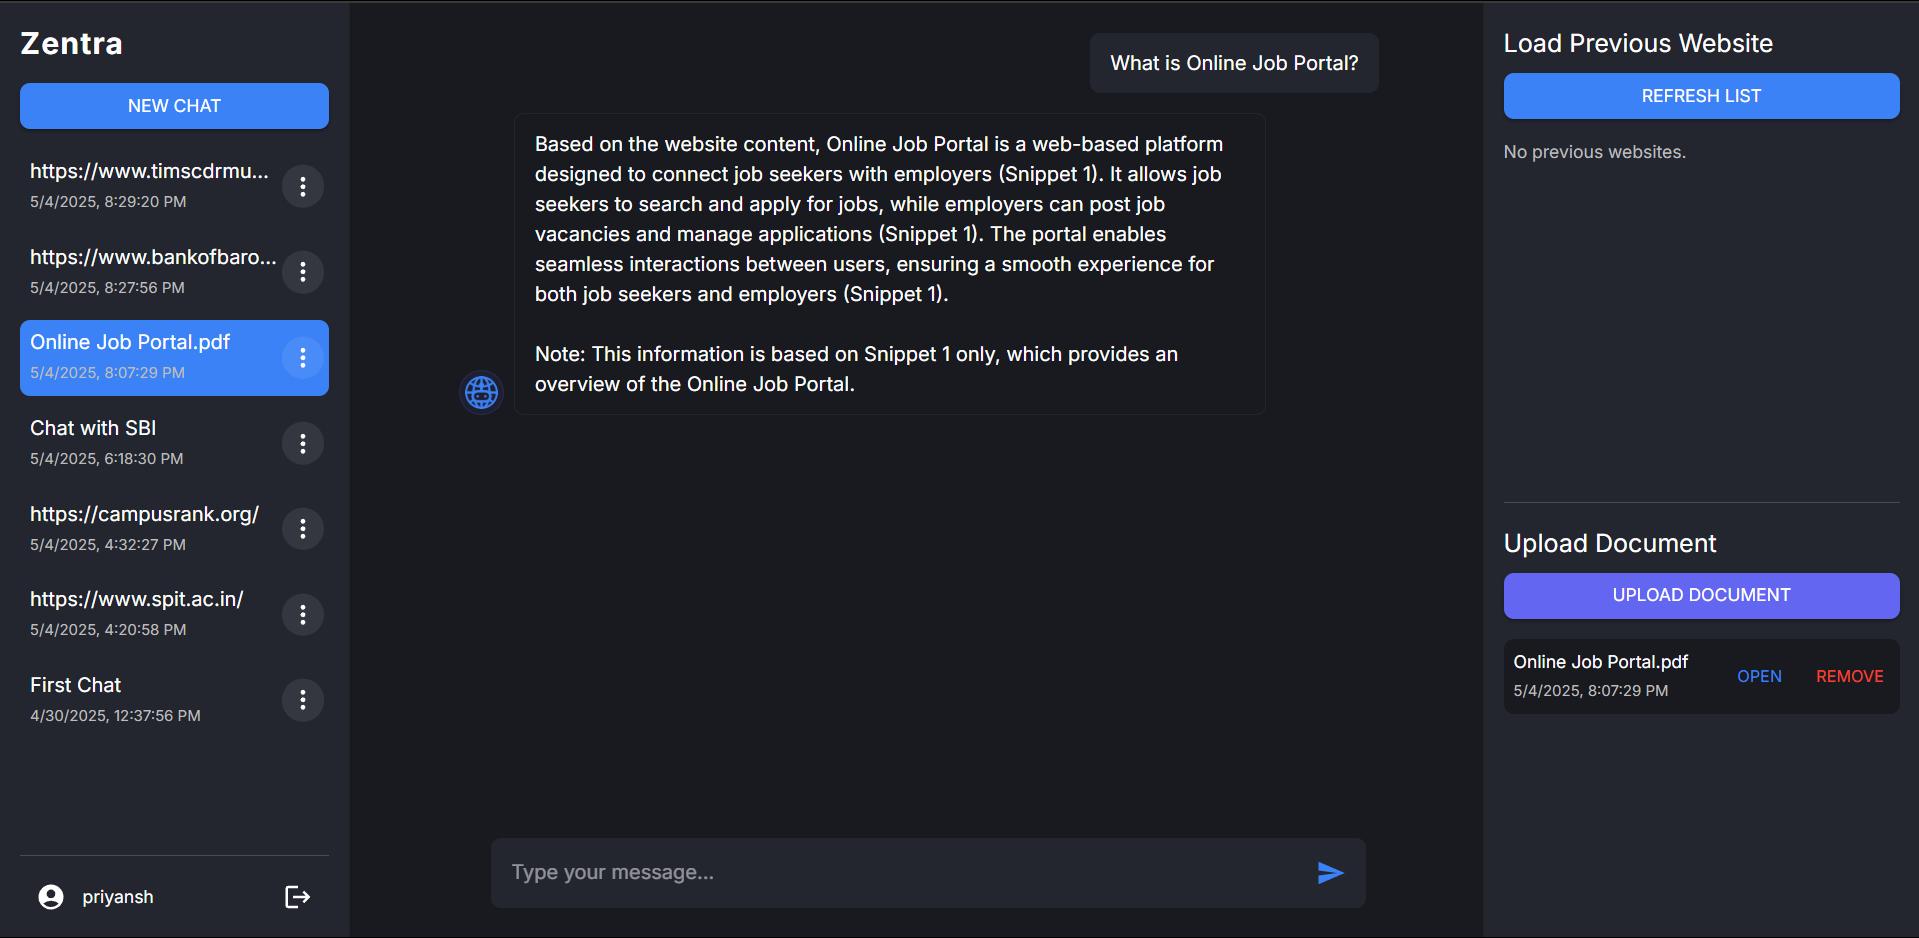 Zentra
NEW CHAT
https://www.timscdrmu...
5/4/2025, 8:29:20 PM
https://www.bankofbaro...
5/4/2025, 8:27:56 PM
Online Job Portal.pdf
5/4/2025, 8:07:29 PM
Chat with SBI
5/4/2025, 6:18:30 PM
https://campusrank.org/
5/4/2025, 4:32:27 PM
https://www.spit.ac.in/
5/4/2025, 4:20:58 PM
First Chat
4/30/2025, 12:37:56 PM
priyansh
What is Online Job Portal?
Based on the website content, Online Job Portal is a web-based platform
designed to connect job seekers with employers (Snippet 1). It allows job
seekers to search and apply for jobs, while employers can post job
vacancies and manage applications (Snippet 1). The portal enables
seamless interactions between users, ensuring a smooth experience for
both job seekers and employers (Snippet 1).
Note: This information is based on Snippet 1 only, which provides an
overview of the Online Job Portal.
Type your message...
Load Previous Website
REFRESH LIST
No previous websites.
Upload Document
UPLOAD DOCUMENT
Online Job Portal.pdf
5/4/2025, 8:07:29 PM
OPEN
REMOVE